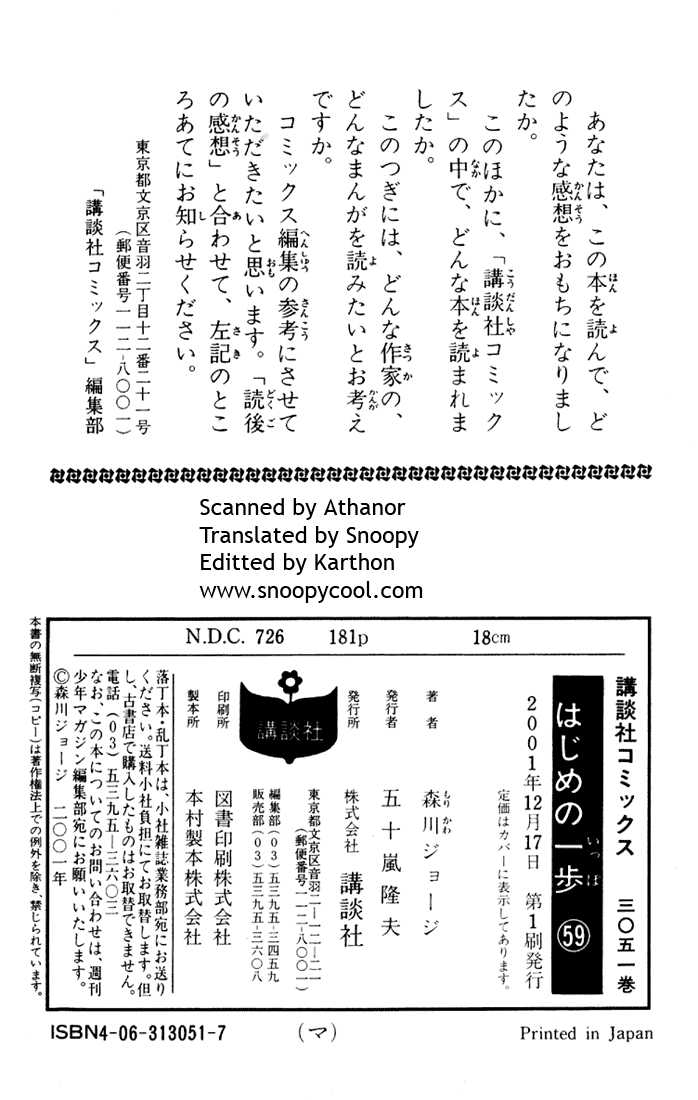 あなたは、この本を読んで、ど
のような感想をおもちになりまし
たか。
このほかに、「講談社コミック
ス」の中で、どんな本を読まれま
したか。
このつぎには、どんな作家の、
どんなまんがを読みたいとお考え
ですか。
コミックス編集の参考にさせて
いただきたいと思います。「読後
の感想」と合わせて、左記のとこ
ろあてにお知らせください。
東京都文京区音羽二丁目十二番二十一号
(郵便番号一一二-八〇〇一)
「講談社コミックス」編集部
Scanned by Athanor
Translated by Snoopy
Editted by Karthon
www.snoopycool.com
N.D.C. 726 181p 18cm
講談社コミックス 三〇五一巻
はじめの一歩 59
2001年12月17日 第1刷発行
定価はカバーに表示してあります。
著者 森川ジョージ
発行者 五十嵐隆夫
発行所 株式会社 講談社
東京都文京区音羽二-一二-二一
(郵便番号一一二-八〇〇一)
編集部(03)五三九五-三四五九
販売部(03)五三九五-三六〇八
講談社
印刷所 図書印刷株式会社
製本所 本村製本株式会社
落丁本・乱丁本は、小社雑誌業務部宛にお送り
ください。送料小社負担にてお取替します。但
し、古書店で購入したものはお取替できません。
電話(03)五三九五-三六〇三
なお、この本についてのお問い合わせは、週刊
少年マガジン編集部宛にお願いいたします。
©森川ジョージ 二〇〇一年
本書の無断複写(コピー)は著作権法上での例外を除き、禁じられています。
ISBN4-06-313051-7 (マ) Printed in Japan